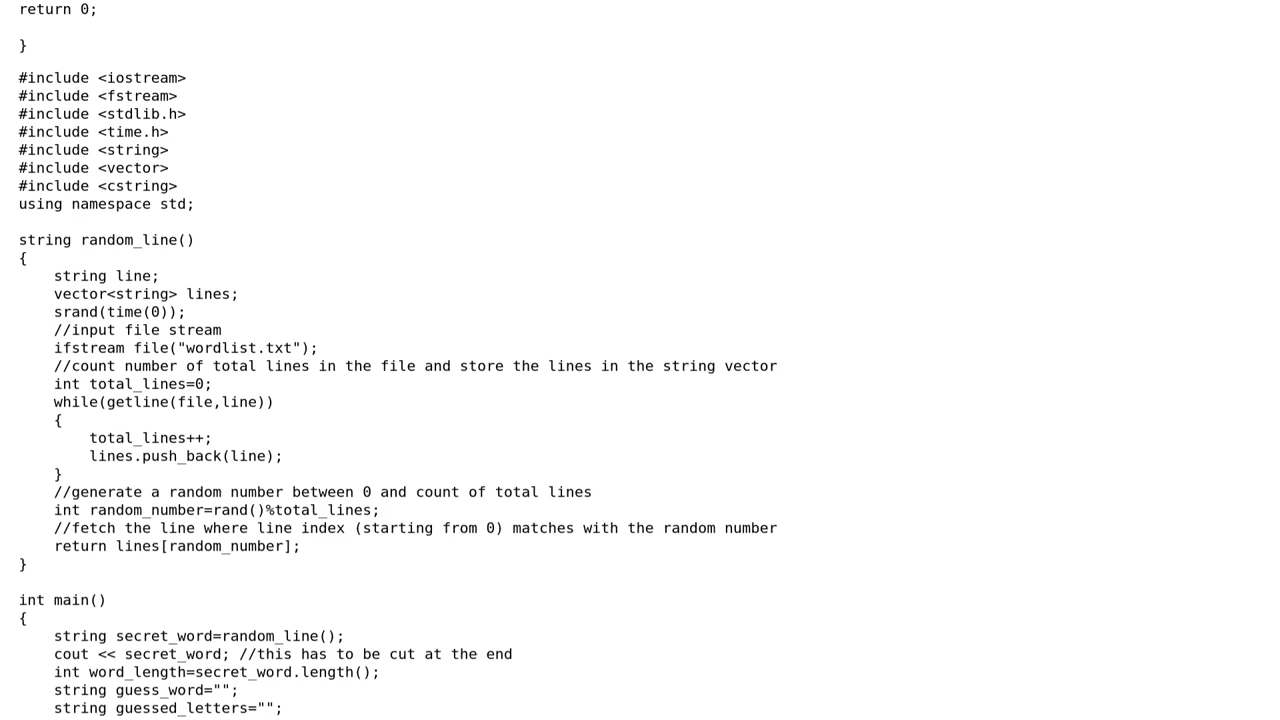 return 0;
}
#include <iostream>
#include <fstream>
#include <stdlib.h>
#include <time.h>
#include <string>
#include <vector>
#include <cstring>
using namespace std;
string random_line()
{
    string line;
    vector<string> lines;
    srand(time(0));
    //input file stream
    ifstream file("wordlist.txt");
    //count number of total lines in the file and store the lines in the string vector
    int total_lines=0;
    while(getline(file,line))
    {
        total_lines++;
        lines.push_back(line);
    }
    //generate a random number between 0 and count of total lines
    int random_number=rand()%total_lines;
    //fetch the line where line index (starting from 0) matches with the random number
    return lines[random_number];
}
int main()
{
    string secret_word=random_line();
    cout << secret_word; //this has to be cut at the end
    int word_length=secret_word.length();
    string guess_word="";
    string guessed_letters="";